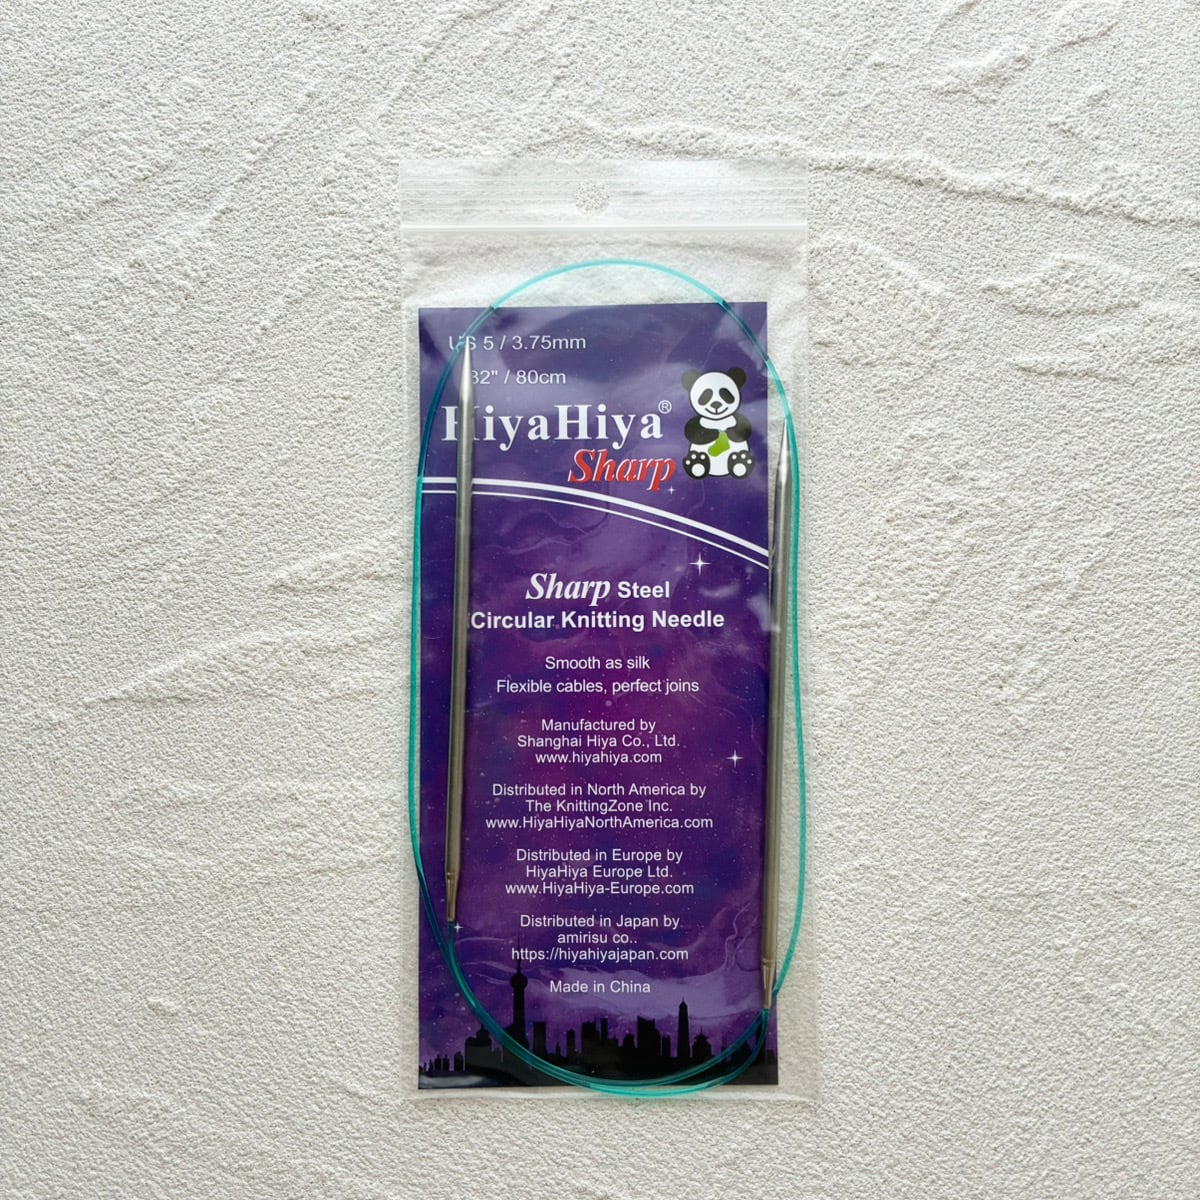 US 5 / 3.75mm
32" / 80cm
HiyaHiya®
Sharp
Sharp Steel
Circular Knitting Needle
Smooth as silk
Flexible cables, perfect joins
Manufactured by
Shanghai Hiya Co., Ltd.
www.hiyahiya.com
Distributed in North America by
The KnittingZone Inc.
www.HiyaHiyaNorthAmerica.com
Distributed in Europe by
HiyaHiya Europe Ltd.
www.HiyaHiya-Europe.com
Distributed in Japan by
amirisu co..
https://hiyahiyajapan.com
Made in China